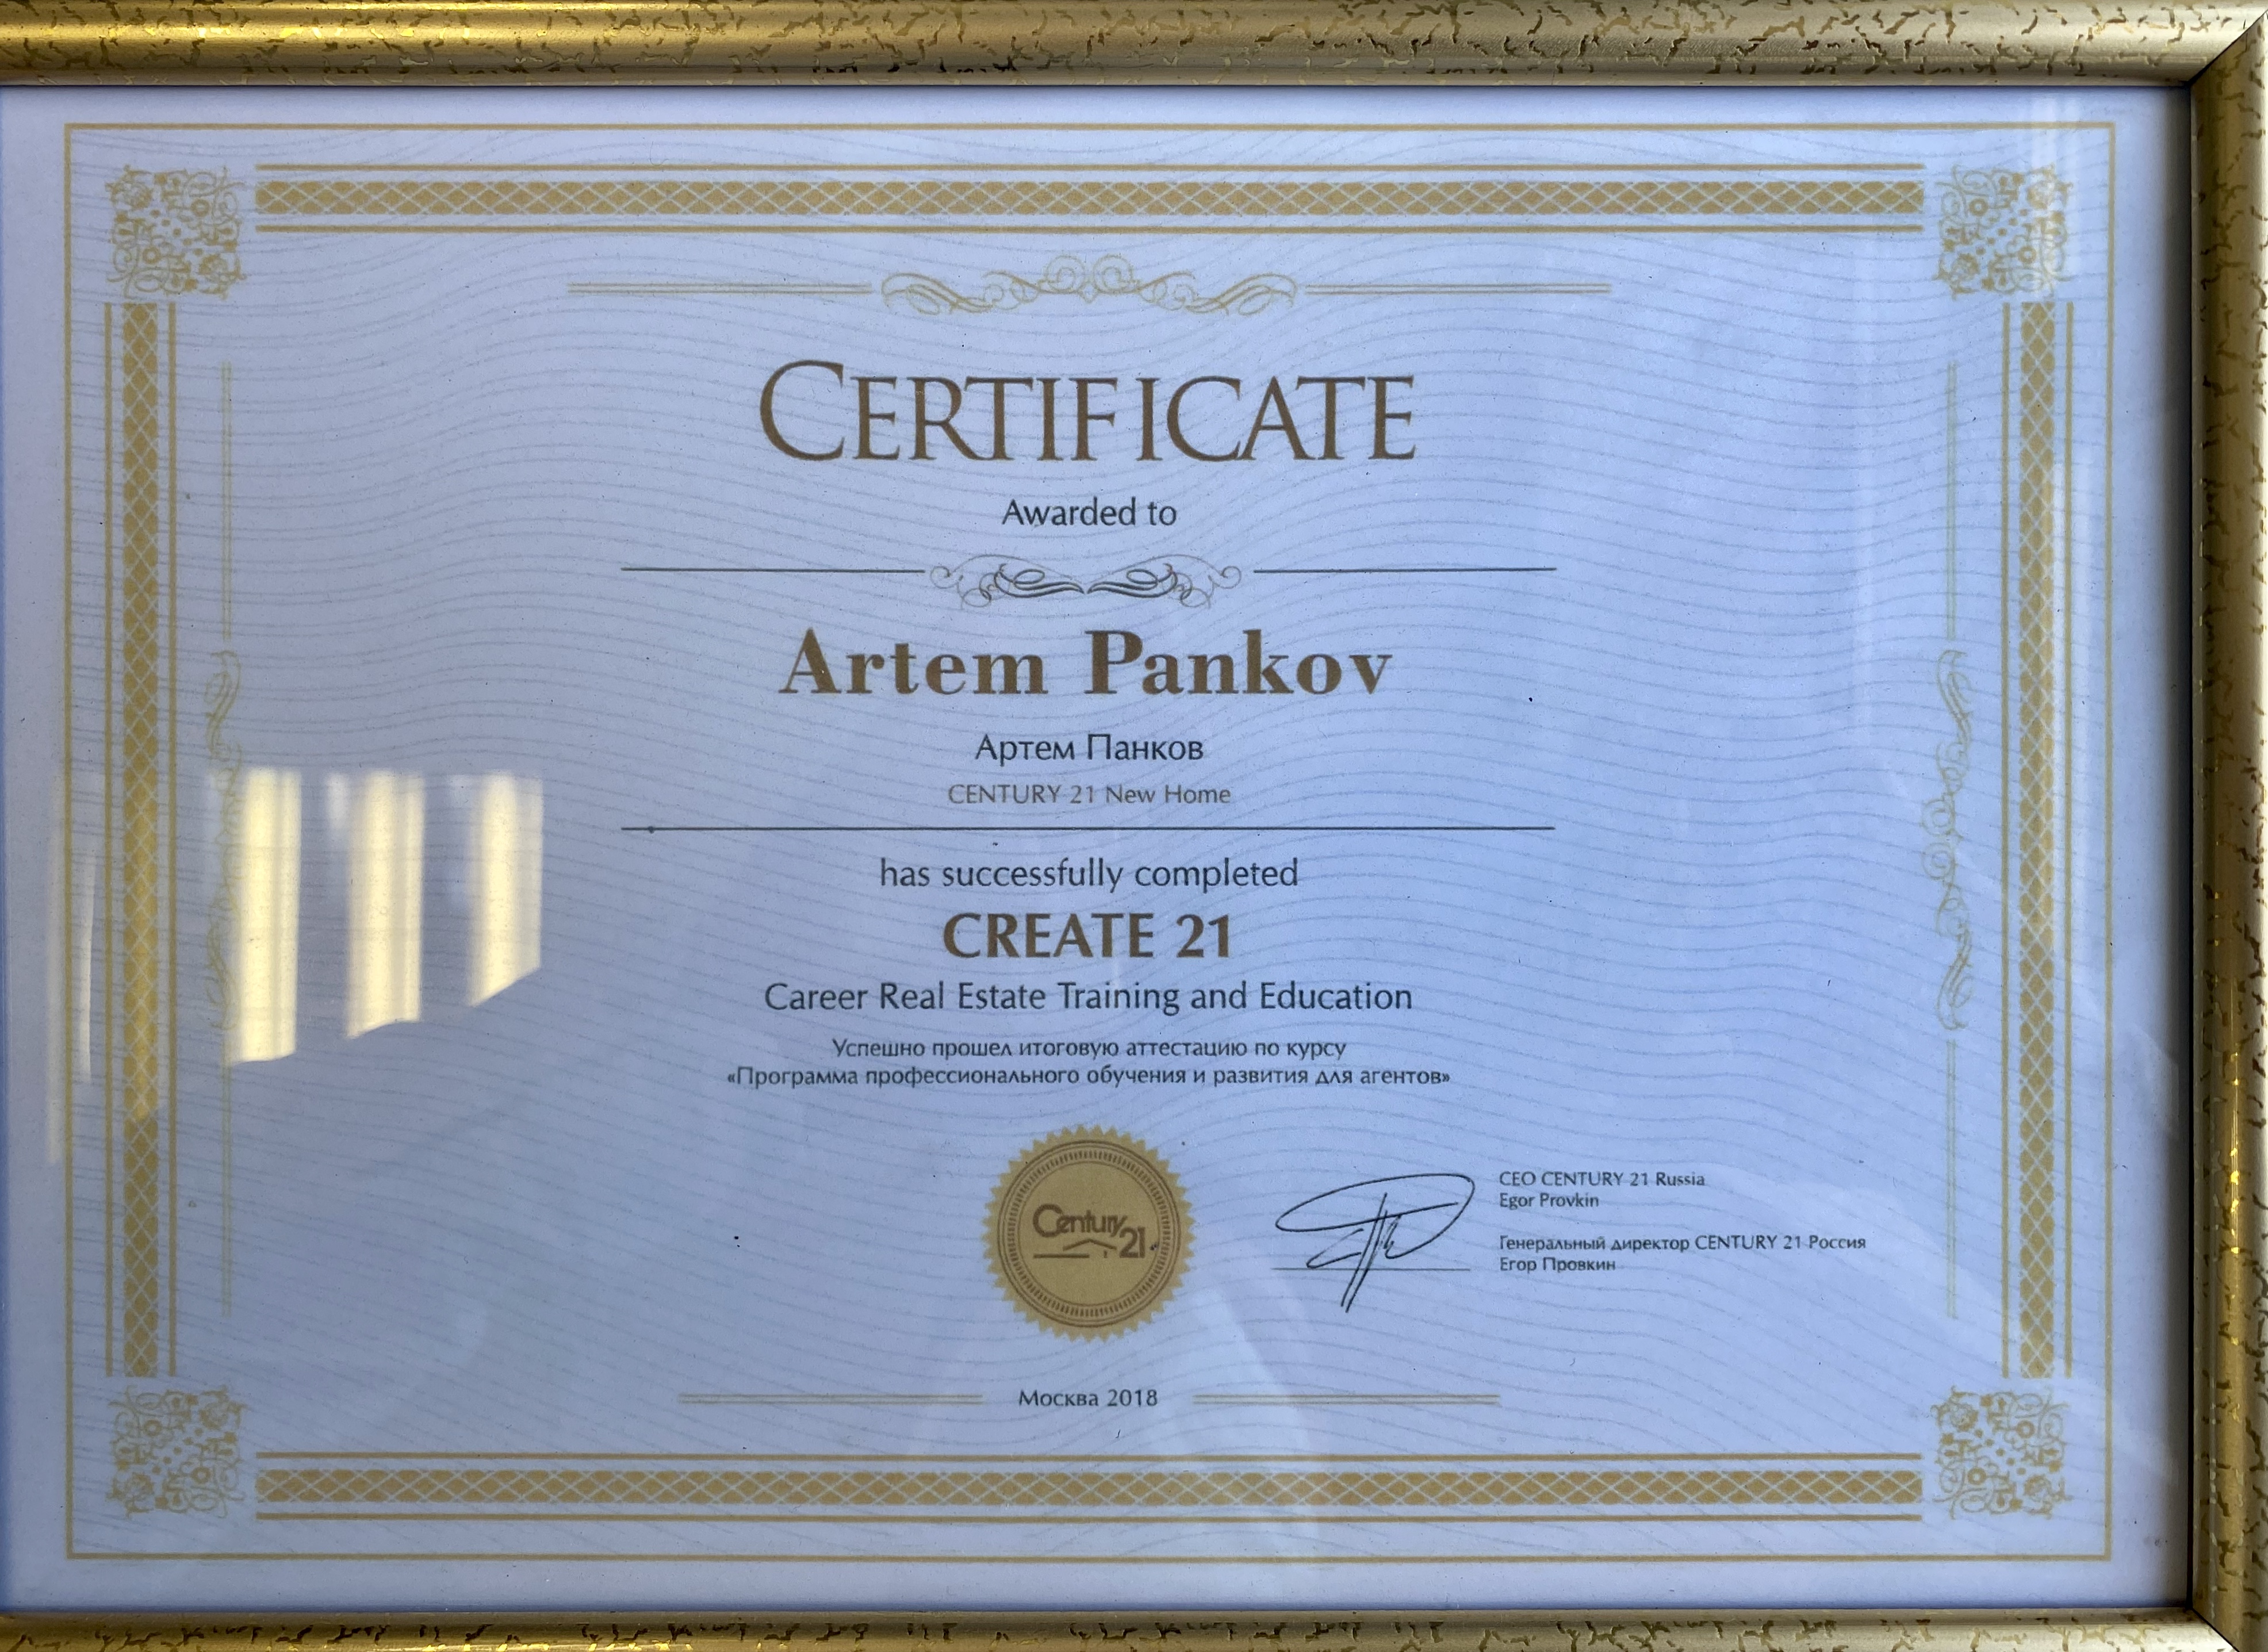 CERTIFICATE
Awarded to
Artem Pankov
Артем Панков
CENTURY 21 New Home
has successfully completed
CREATE 21
Career Real Estate Training and Education
Успешно прошел итоговую аттестацию по курсу
«Программа профессионального обучения и развития для агентов»
Century 21
CEO CENTURY 21 Russia
Egor Provkin
Генеральный директор CENTURY 21 Россия
Егор Провкин
Москва 2018